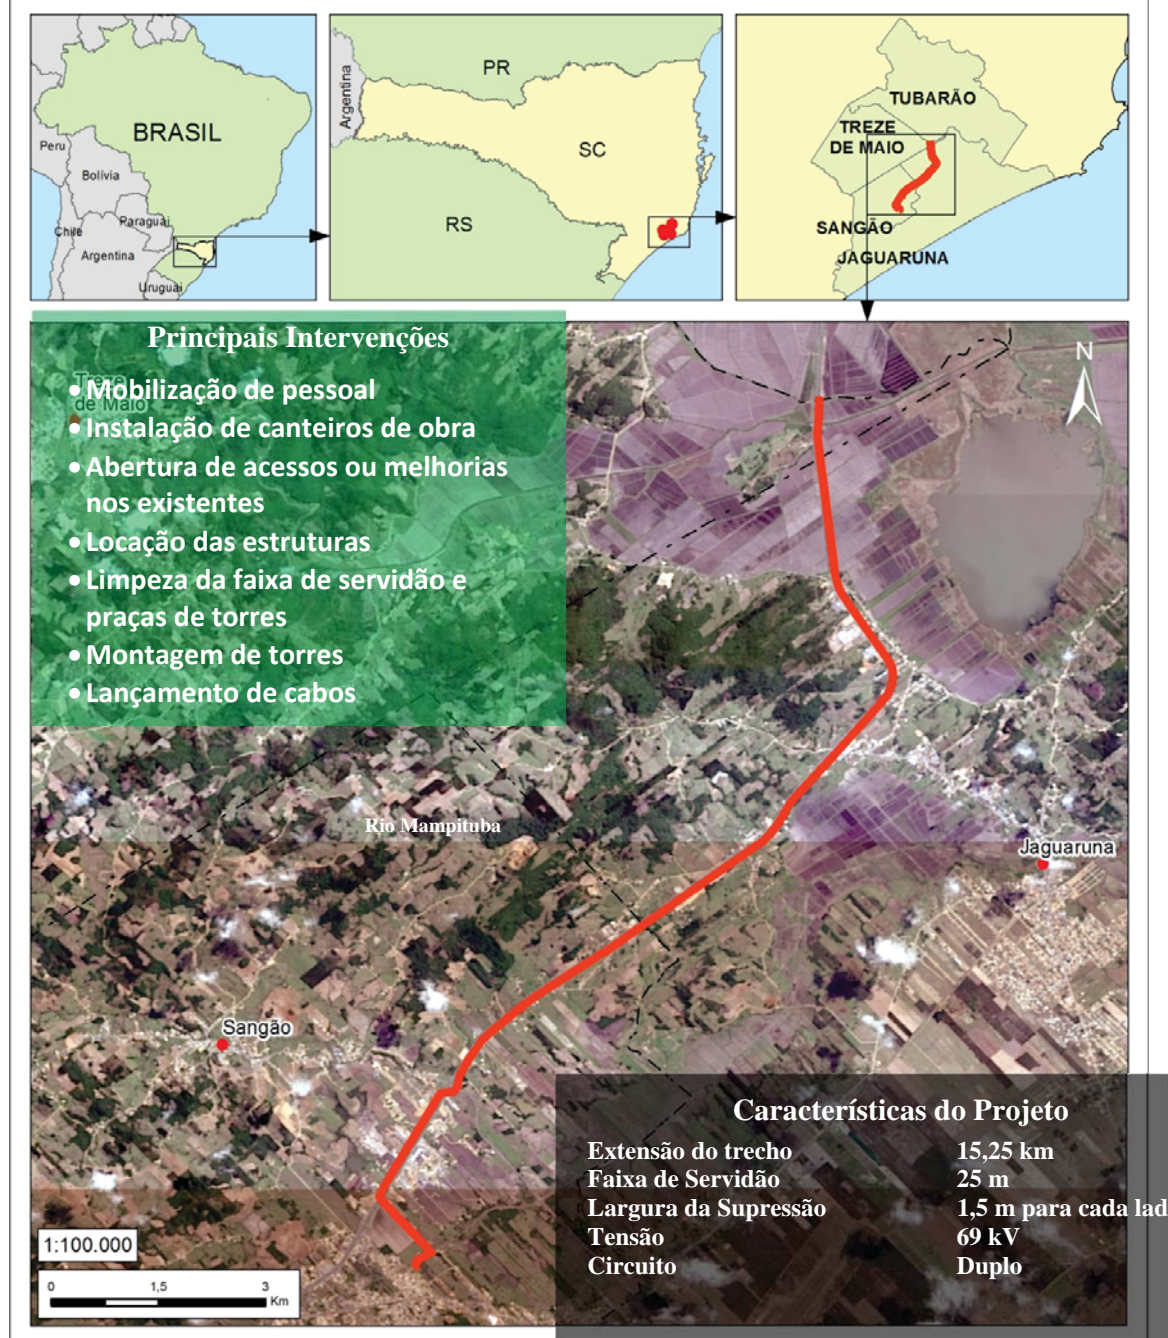 BRASIL
Peru
Bolívia
Paraguai
Chile
Argentina
Uruguai
Argentina
PR
SC
RS
TUBARÃO
TREZE
DE MAIO
SANGÃO
JAGUARUNA
Principais Intervenções
Treze
de Maio
• Mobilização de pessoal
• Instalação de canteiros de obra
• Abertura de acessos ou melhorias
nos existentes
• Locação das estruturas
• Limpeza da faixa de servidão e
praças de torres
• Montagem de torres
• Lançamento de cabos
N
Rio Mampituba
Jaguaruna
Sangão
Características do Projeto
Extensão do trecho 15,25 km
Faixa de Servidão 25 m
Largura da Supressão 1,5 m para cada lad
Tensão 69 kV
Circuito Duplo
1:100.000
0 1,5 3
Km